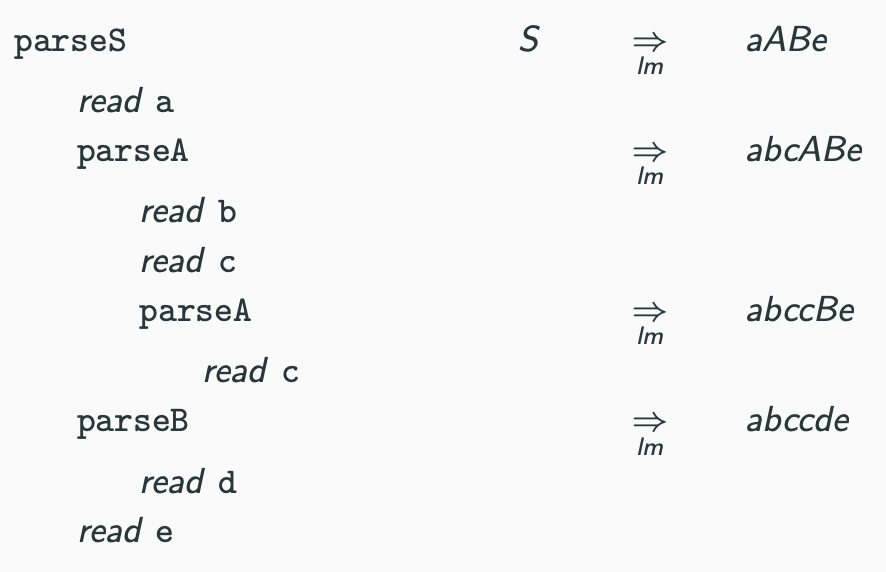 parseS S ⇒ lm aABe
read a
parseA ⇒ lm abcABe
read b
read c
parseA ⇒ lm abccBe
read c
parseB ⇒ lm abccde
read d
read e